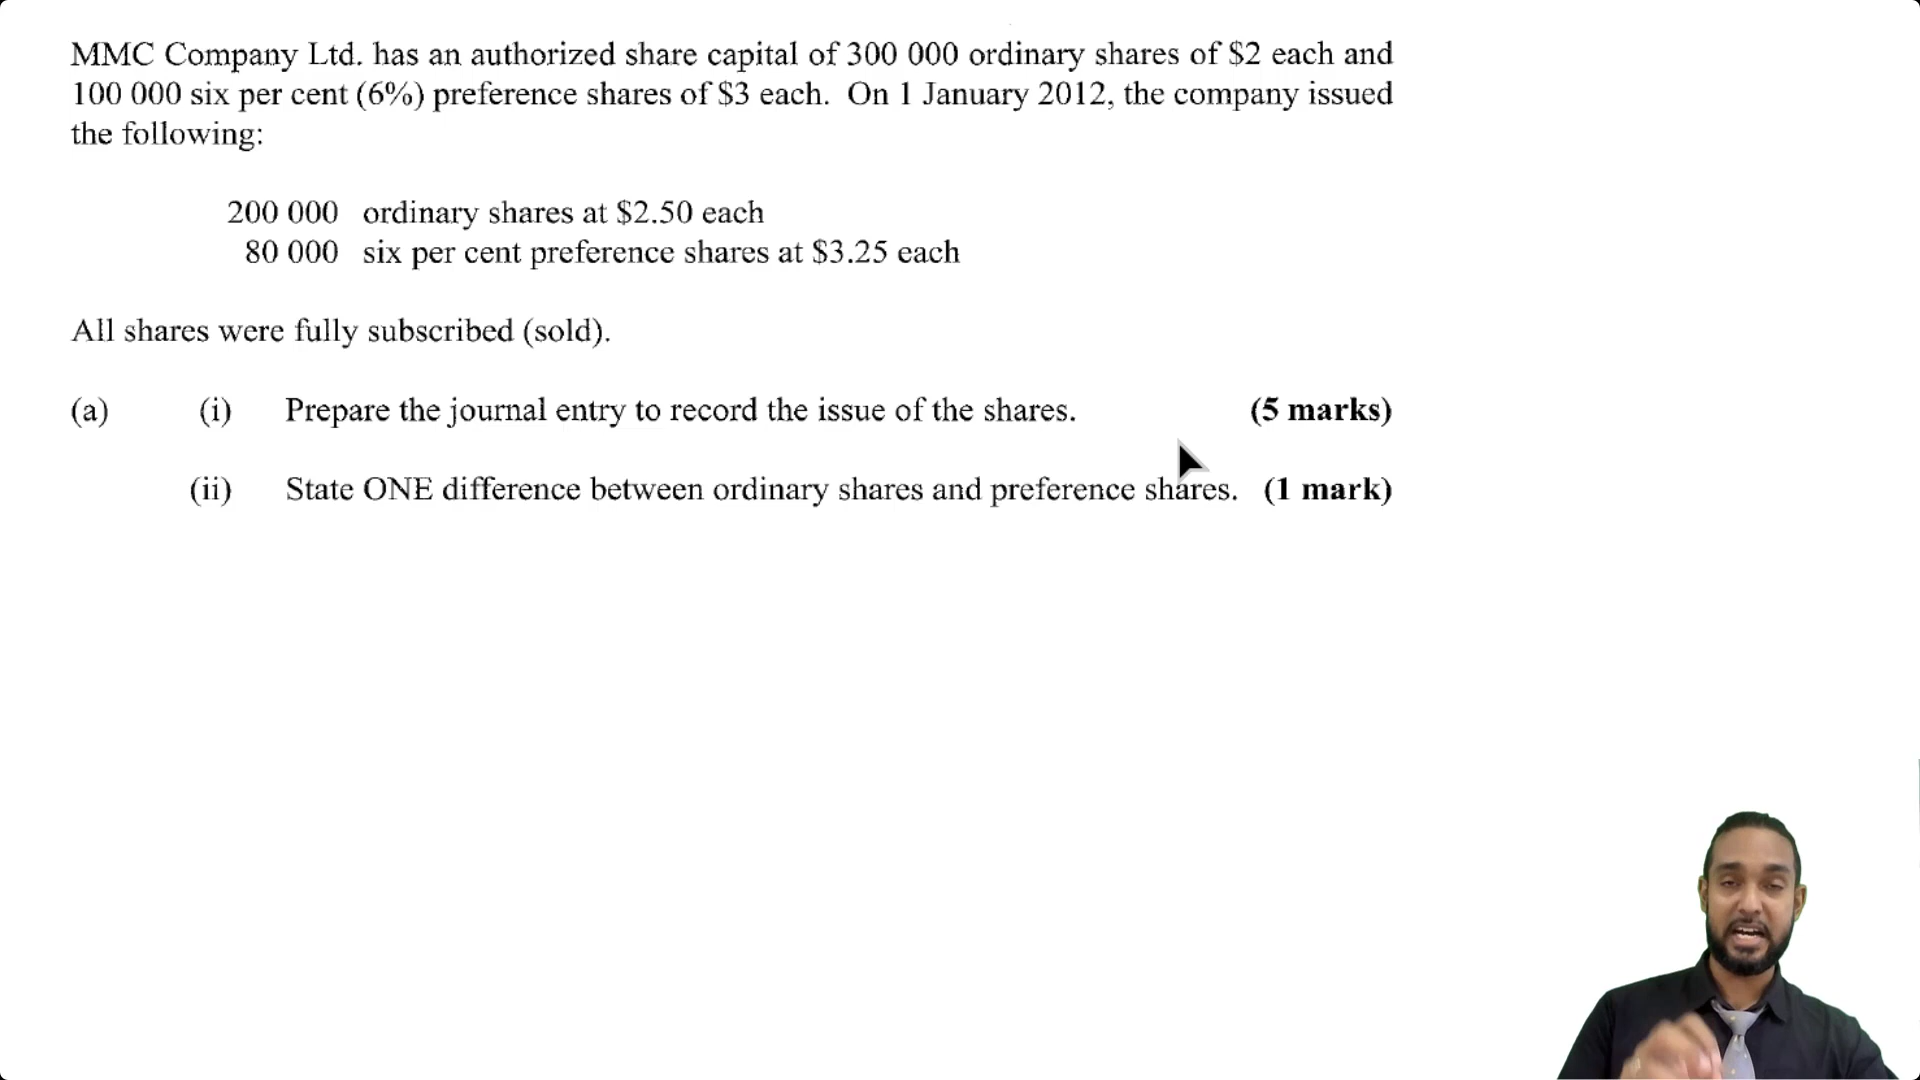 MMC Company Ltd. has an authorized share capital of 300 000 ordinary shares of $2 each and
100 000 six per cent (6%) preference shares of $3 each. On 1 January 2012, the company issued
the following:
200 000 ordinary shares at $2.50 each
80 000 six per cent preference shares at $3.25 each
All shares were fully subscribed (sold).
(a) (i) Prepare the journal entry to record the issue of the shares. (5 marks)
(ii) State ONE difference between ordinary shares and preference shares. (1 mark)